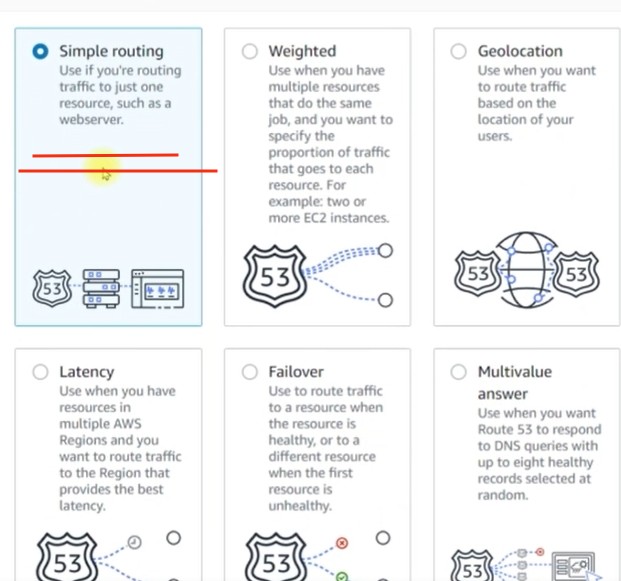 Simple routing
Use if you're routing
traffic to just one
resource, such as a
webserver.
53
Weighted
Use when you have
multiple resources
that do the same
job, and you want to
specify the
proportion of traffic
that goes to each
resource. For
example: two or
more EC2 instances.
53
Geolocation
Use when you want
to route traffic
based on the
location of your
users.
53
53
Latency
Use when you have
resources in
multiple AWS
Regions and you
want to route traffic
to the Region that
provides the best
latency.
53
Failover
Use to route traffic
to a resource when
the resource is
healthy, or to a
different resource
when the first
resource is
unhealthy.
53
Multivalue
answer
Use when you want
Route 53 to respond
to DNS queries with
up to eight healthy
records selected at
random.
53